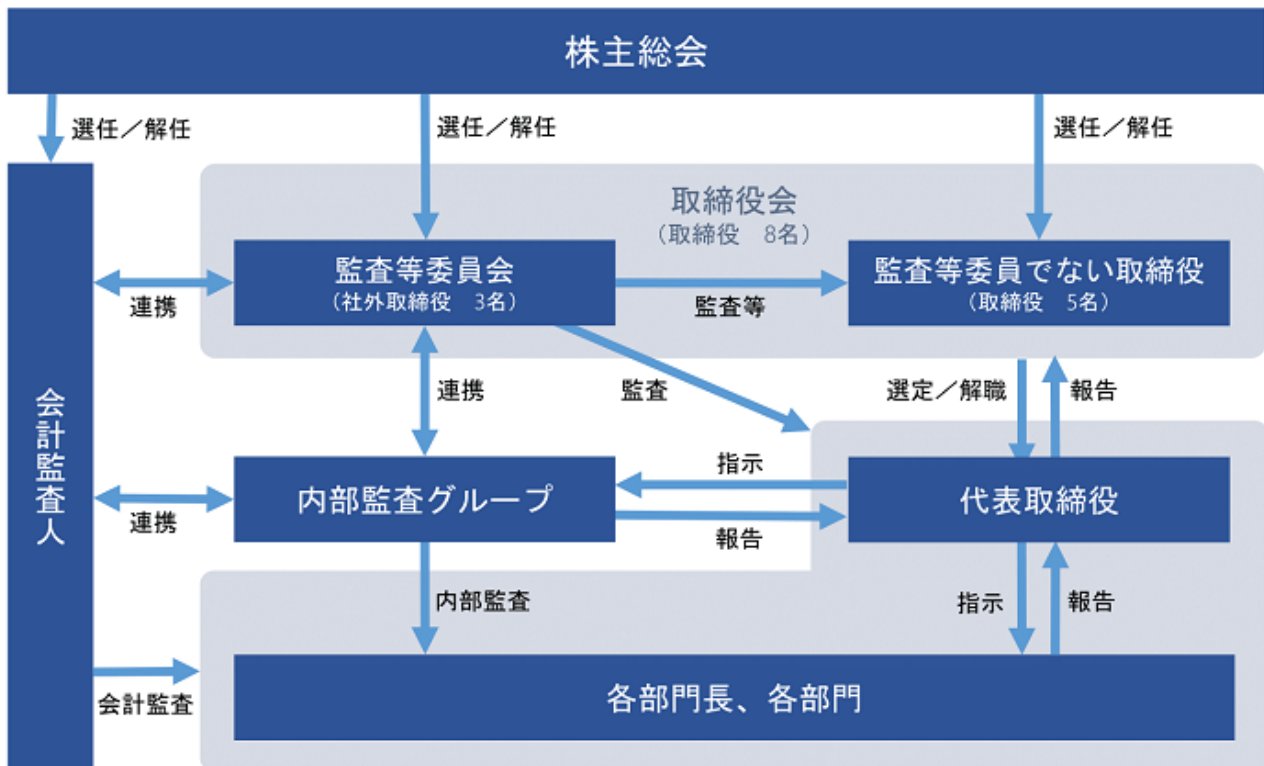 株主総会
選任／解任
選任／解任
選任／解任
取締役会
（取締役　8名）
監査等委員会
（社外取締役　3名）
監査等委員でない取締役
（取締役　5名）
連携
監査等
会計監査人
連携
監査
選定／解職
報告
内部監査グループ
指示
代表取締役
連携
報告
内部監査
指示
報告
会計監査
各部門長、各部門